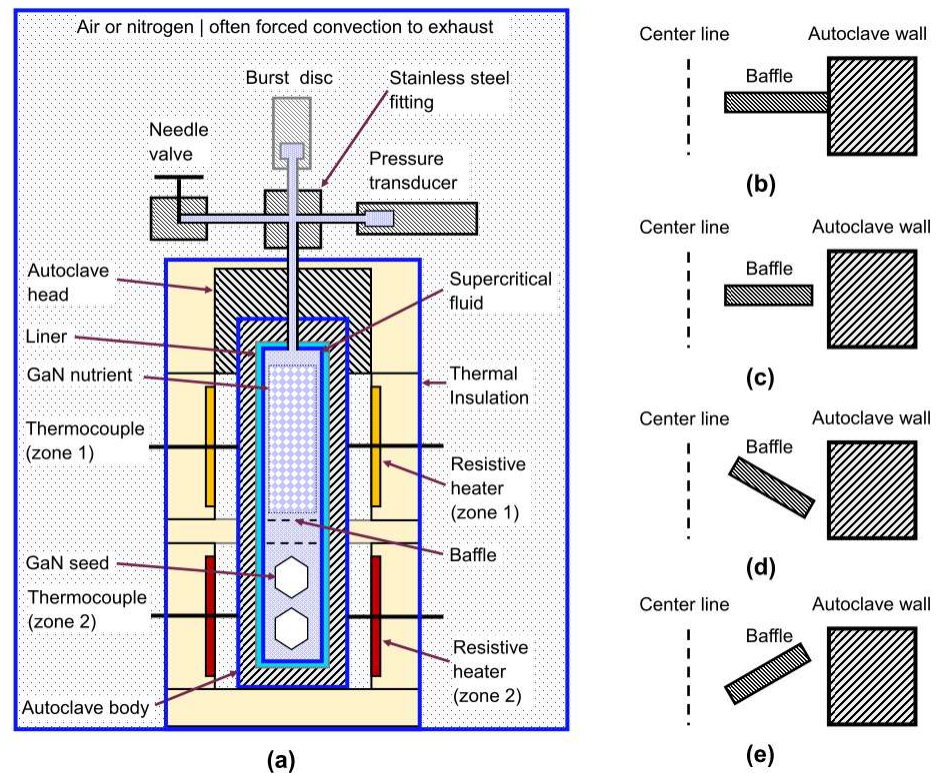 Air or nitrogen | often forced convection to exhaust
Burst disc
Stainless steel
fitting
Needle
valve
Pressure
transducer
Autoclave
head
Supercritical
fluid
Liner
GaN nutrient
Thermal
Insulation
Thermocouple
(zone 1)
Resistive
heater
(zone 1)
Baffle
GaN seed
Thermocouple
(zone 2)
Resistive
heater
(zone 2)
Autoclave body
(a)
Center line
Autoclave wall
Baffle
(b)
Center line
Autoclave wall
Baffle
(c)
Center line
Autoclave wall
Baffle
(d)
Center line
Autoclave wall
Baffle
(e)